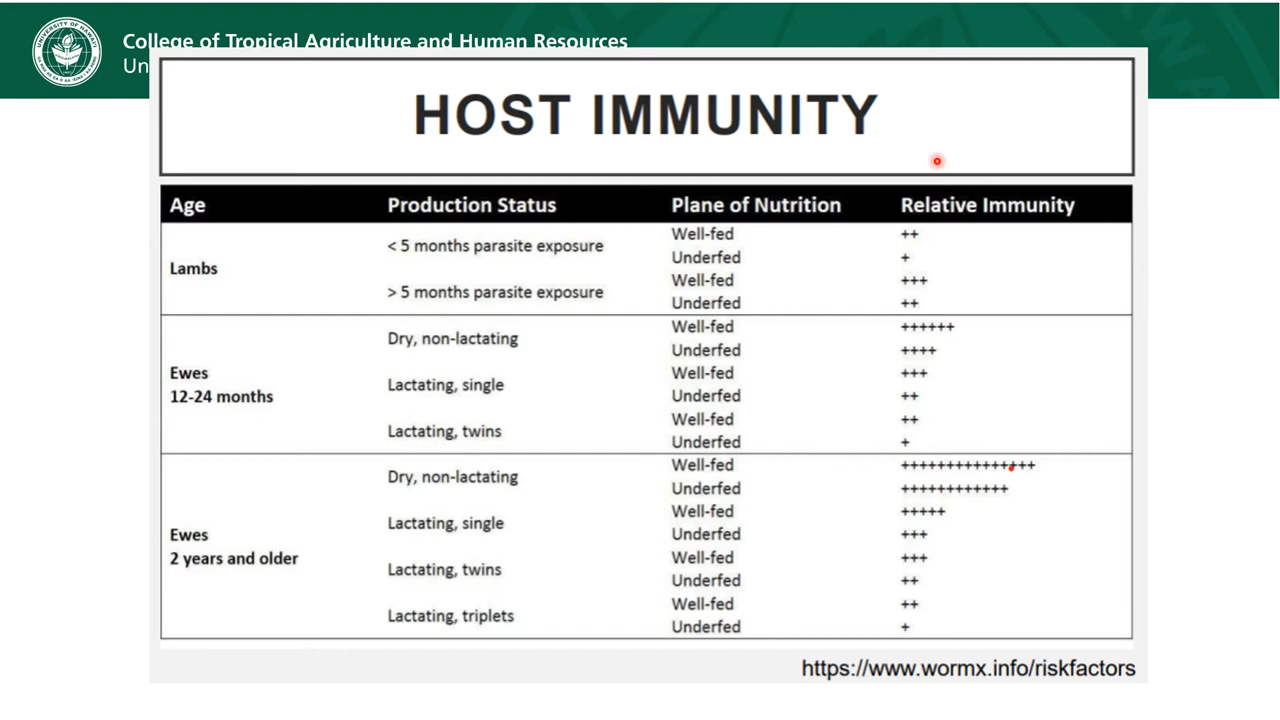 College of Tropical Agriculture and Human Resources
Un
HOST IMMUNITY
Age Production Status Plane of Nutrition Relative Immunity
Lambs
< 5 months parasite exposure
Well-fed ++
Underfed +
> 5 months parasite exposure
Well-fed +++
Underfed ++
Ewes
12-24 months
Dry, non-lactating
Well-fed ++++++
Underfed ++++
Lactating, single
Well-fed +++
Underfed ++
Lactating, twins
Well-fed ++
Underfed +
Ewes
2 years and older
Dry, non-lactating
Well-fed +++++++++++++++
Underfed ++++++++++++
Lactating, single
Well-fed +++++
Underfed +++
Lactating, twins
Well-fed +++
Underfed ++
Lactating, triplets
Well-fed ++
Underfed +
https://www.wormx.info/riskfactors